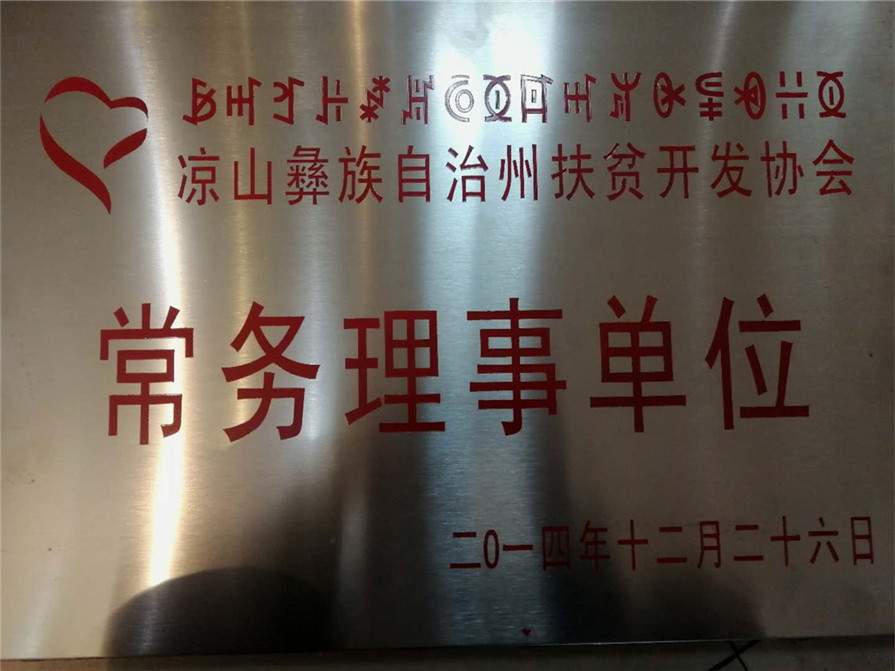 凉山彝族自治州扶贫开发协会
常务理事单位
二0一四年十二月二十六日